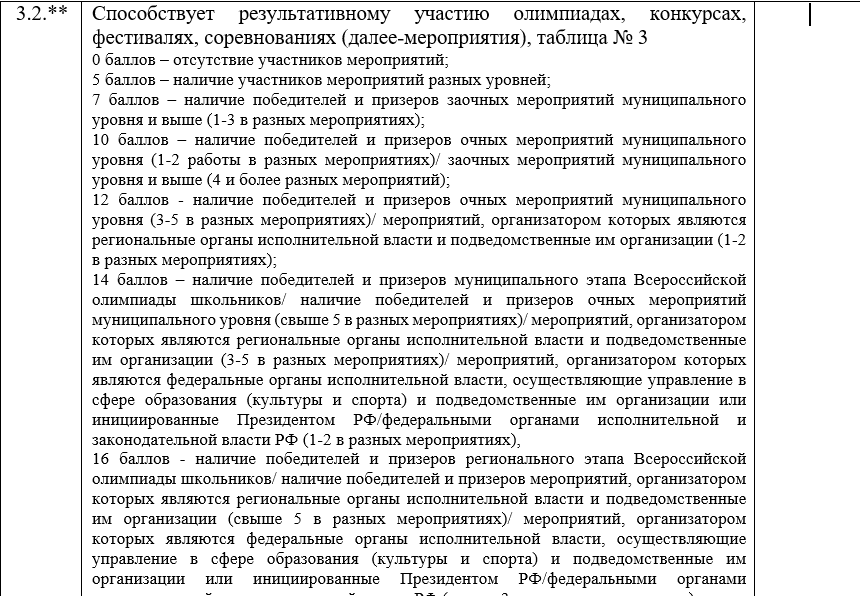 3.2.** Способствует результативному участию олимпиадах, конкурсах,
фестивалях, соревнованиях (далее-мероприятия), таблица № 3
0 баллов – отсутствие участников мероприятий;
5 баллов – наличие участников мероприятий разных уровней;
7 баллов – наличие победителей и призеров заочных мероприятий муниципального
уровня и выше (1-3 в разных мероприятиях);
10 баллов – наличие победителей и призеров очных мероприятий муниципального
уровня (1-2 работы в разных мероприятиях)/ заочных мероприятий муниципального
уровня и выше (4 и более разных мероприятий);
12 баллов - наличие победителей и призеров очных мероприятий муниципального
уровня (3-5 в разных мероприятиях)/ мероприятий, организатором которых являются
региональные органы исполнительной власти и подведомственные им организации (1-2
в разных мероприятиях);
14 баллов – наличие победителей и призеров муниципального этапа Всероссийской
олимпиады школьников/ наличие победителей и призеров очных мероприятий
муниципального уровня (свыше 5 в разных мероприятиях)/ мероприятий, организатором
которых являются региональные органы исполнительной власти и подведомственные
им организации (3-5 в разных мероприятиях)/ мероприятий, организатором которых
являются федеральные органы исполнительной власти, осуществляющие управление в
сфере образования (культуры и спорта) и подведомственные им организации или
инициированные Президентом РФ/федеральными органами исполнительной и
законодательной власти РФ (1-2 в разных мероприятиях),
16 баллов - наличие победителей и призеров регионального этапа Всероссийской
олимпиады школьников/ наличие победителей и призеров мероприятий, организатором
которых являются региональные органы исполнительной власти и подведомственные
им организации (свыше 5 в разных мероприятиях)/ мероприятий, организатором
которых являются федеральные органы исполнительной власти, осуществляющие
управление в сфере образования (культуры и спорта) и подведомственные им
организации или инициированные Президентом РФ/федеральными органами